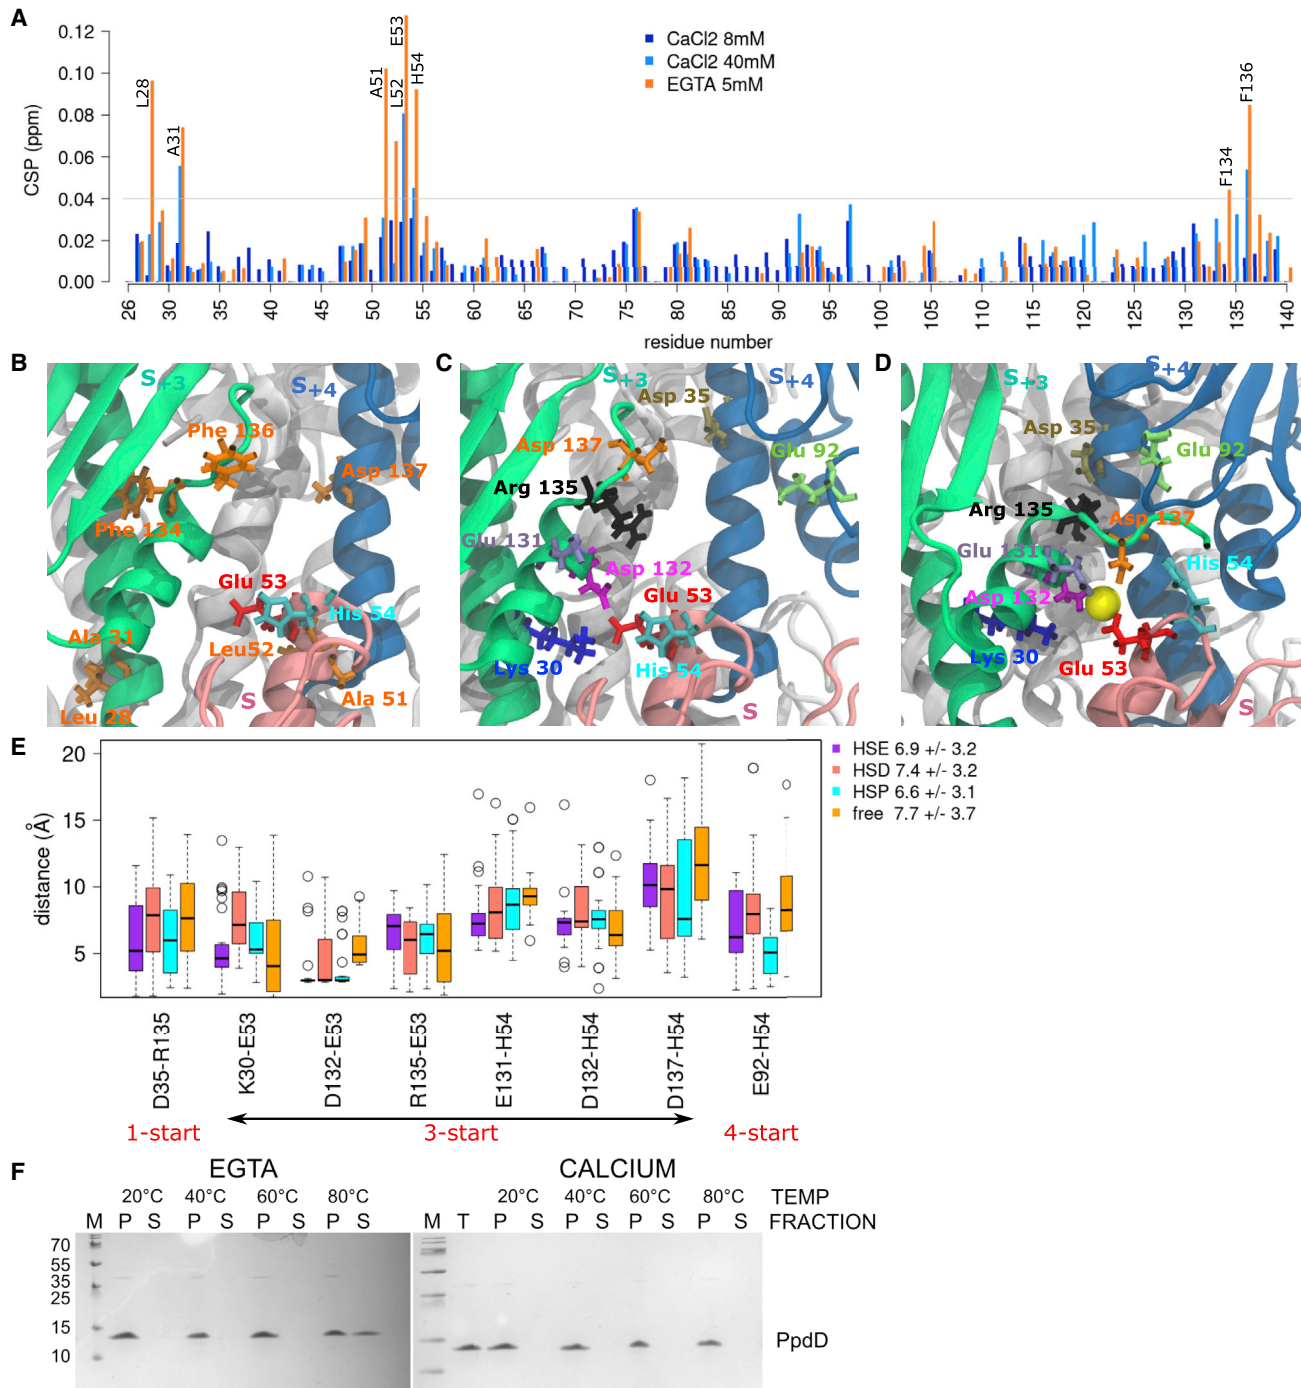 A
CSP (ppm)
0.12
0.10
0.08
0.06
0.04
0.02
0.00
L28
A31
A51
L52
E53
H54
F134
F136
CaCl2 8mM
CaCl2 40mM
EGTA 5mM
26 30 35 40 45 50 55 60 65 70 75 80 85 90 95 100 105 110 115 120 125 130 135 140
residue number
B
S+3
S+4
Phe 136
Asp 137
Phe 134
Glu 53
His 54
Ala 31
Leu52
Leu 28
S
Ala 51
C
S+3
S+4
Asp 35
Asp 137
Glu 92
Arg 135
Glu 131
Asp 132
Glu 53
Lys 30
His 54
S
D
S+3
S+4
Asp 35
Glu 92
Arg 135
Asp 137
Glu 131
His 54
Asp 132
Lys 30
Glu 53
S
E
distance (Å)
20
15
10
5
HSE 6.9 +/- 3.2
HSD 7.4 +/- 3.2
HSP 6.6 +/- 3.1
free 7.7 +/- 3.7
D35-R135
K30-E53
D132-E53
R135-E53
E131-H54
D132-H54
D137-H54
E92-H54
1-start
3-start
4-start
F
EGTA
CALCIUM
20°C 40°C 60°C 80°C 20°C 40°C 60°C 80°C TEMP
M P S P S P S P S M T P S P S P S P S FRACTION
70
55
35
25
15
10
PpdD